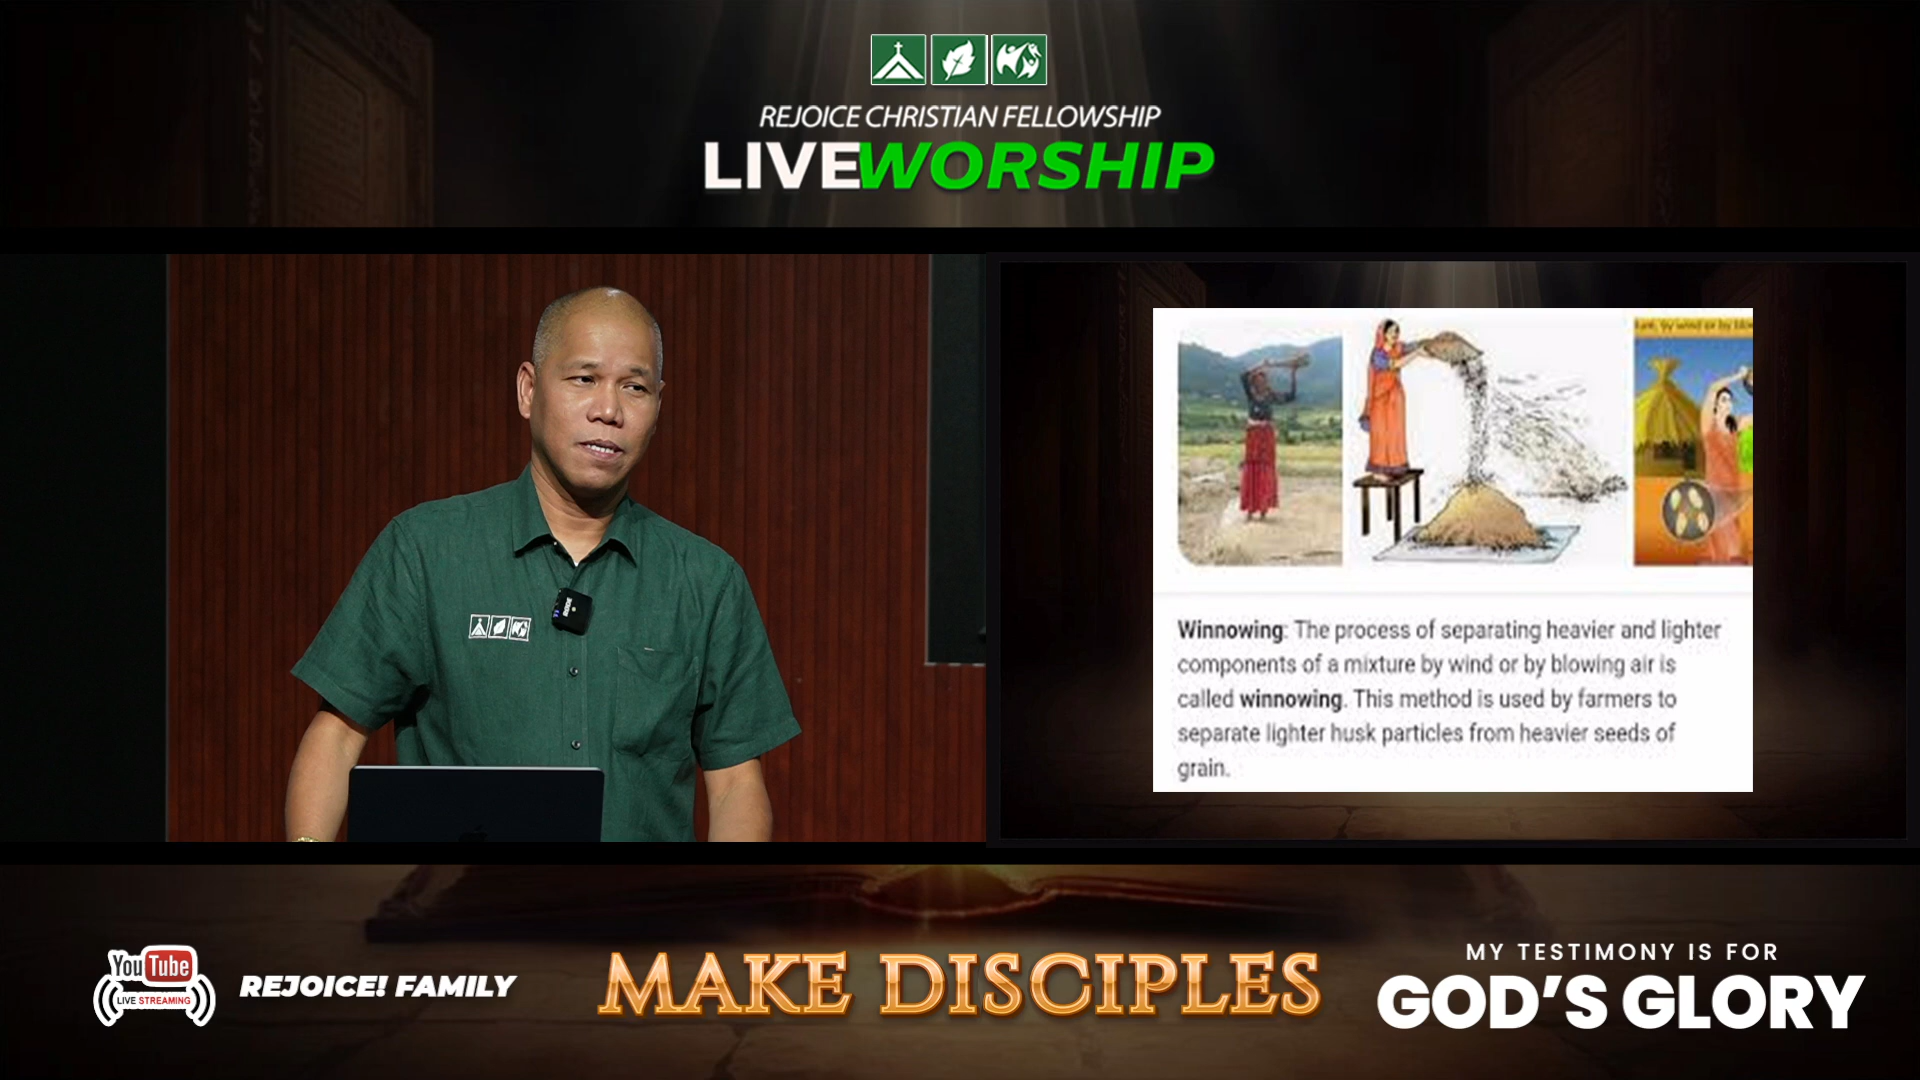 REJOICE CHRISTIAN FELLOWSHIP
LIVEWORSHIP
Winnowing: The process of separating heavier and lighter
components of a mixture by wind or by blowing air is
called winnowing. This method is used by farmers to
separate lighter husk particles from heavier seeds of
grain.
YouTube
LIVE STREAMING
REJOICE! FAMILY
MAKE DISCIPLES
MY TESTIMONY IS FOR
GOD'S GLORY